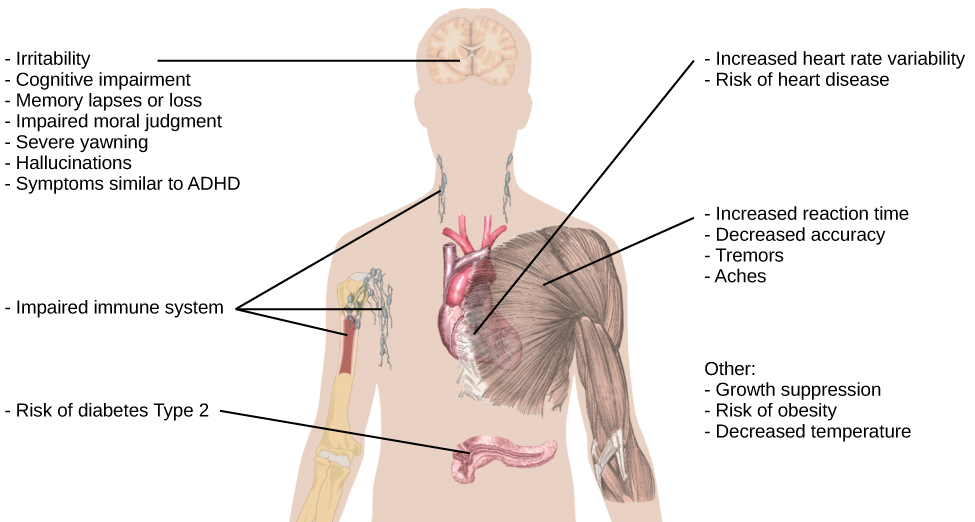 - Irritability
- Cognitive impairment
- Memory lapses or loss
- Impaired moral judgment
- Severe yawning
- Hallucinations
- Symptoms similar to ADHD
- Impaired immune system
- Risk of diabetes Type 2
- Increased heart rate variability
- Risk of heart disease
- Increased reaction time
- Decreased accuracy
- Tremors
- Aches
Other:
- Growth suppression
- Risk of obesity
- Decreased temperature